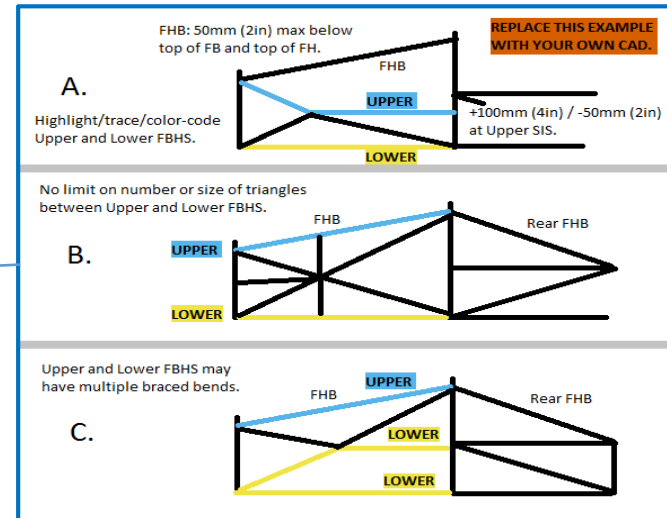 FHB: 50mm (2in) max below
top of FB and top of FH.
REPLACE THIS EXAMPLE
WITH YOUR OWN CAD.
FHB
A.
UPPER
Highlight/trace/color-code
Upper and Lower FBHS.
+100mm (4in) / -50mm (2in)
at Upper SIS.
LOWER
No limit on number or size of triangles
between Upper and Lower FBHS.
FHB
Rear FHB
UPPER
B.
LOWER
Upper and Lower FBHS may
have multiple braced bends.
UPPER
FHB
Rear FHB
C.
LOWER
LOWER